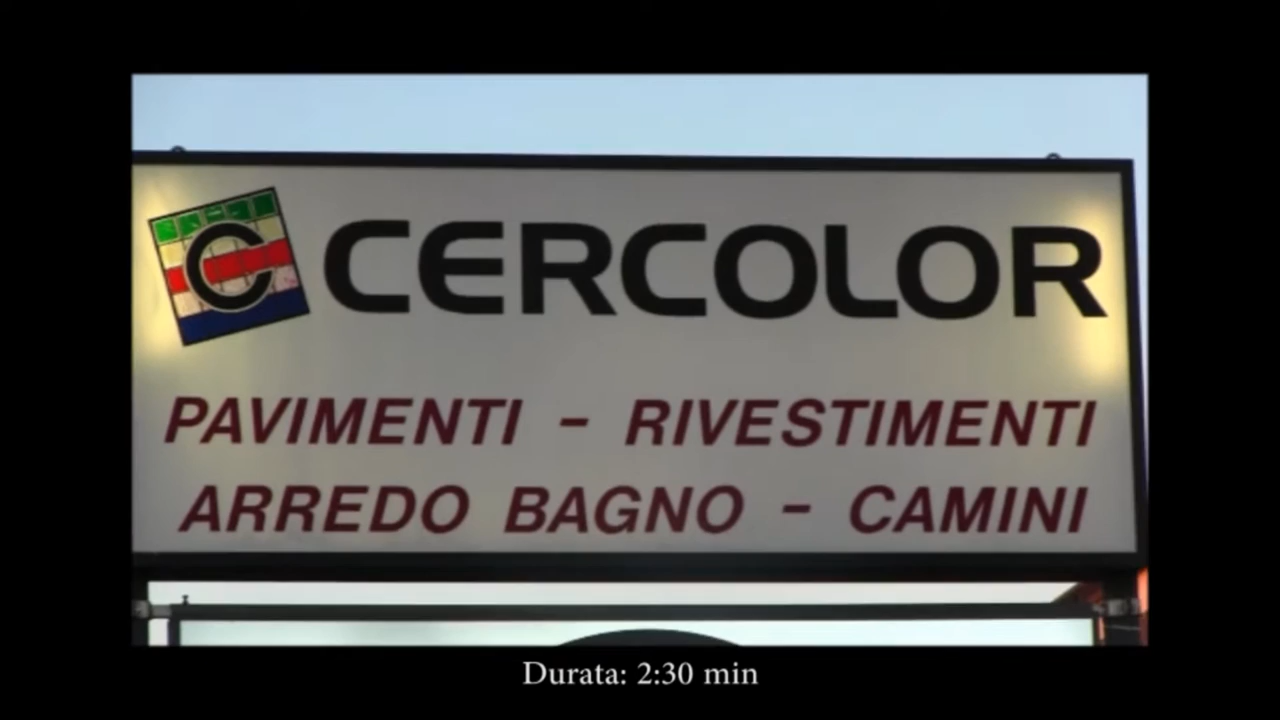 C CERCOLOR
PAVIMENTI - RIVESTIMENTI
ARREDO BAGNO - CAMINI
Durata: 2:30 min